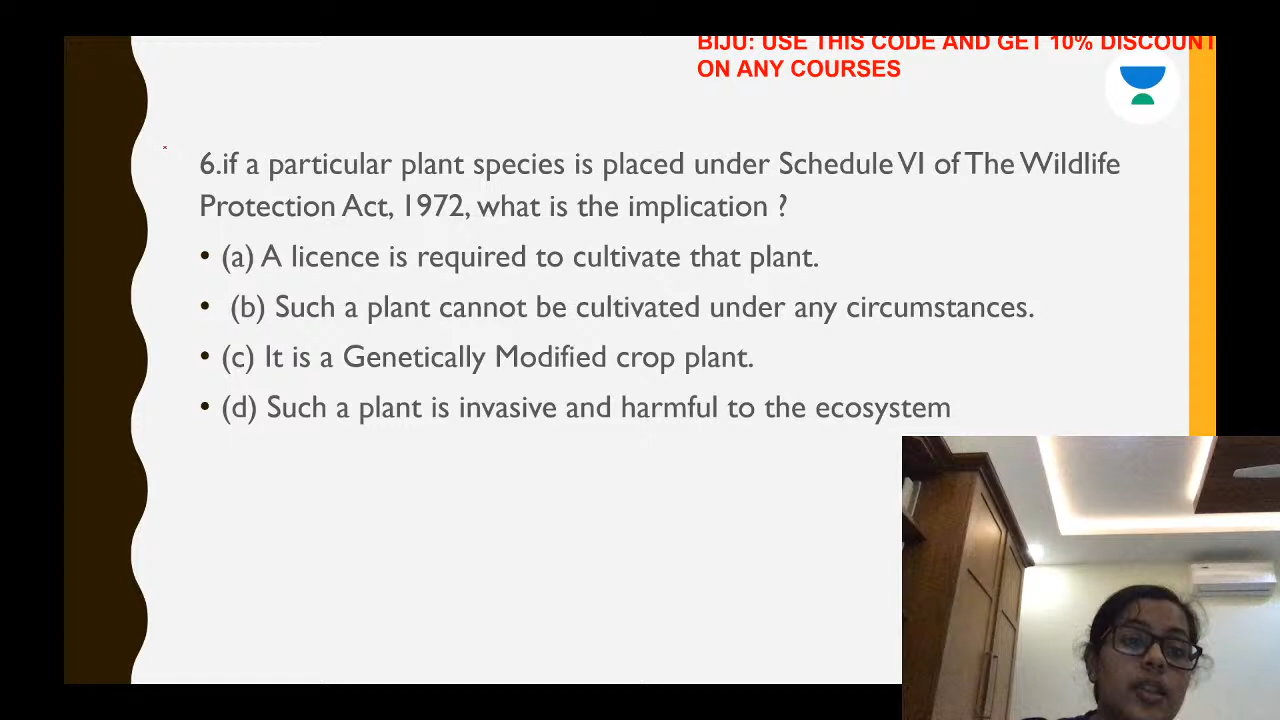 BIJU: USE THIS CODE AND GET 10% DISCOUNT
ON ANY COURSES
6.if a particular plant species is placed under Schedule VI of The Wildlife
Protection Act, 1972, what is the implication ?
• (a) A licence is required to cultivate that plant.
• (b) Such a plant cannot be cultivated under any circumstances.
• (c) It is a Genetically Modified crop plant.
• (d) Such a plant is invasive and harmful to the ecosystem